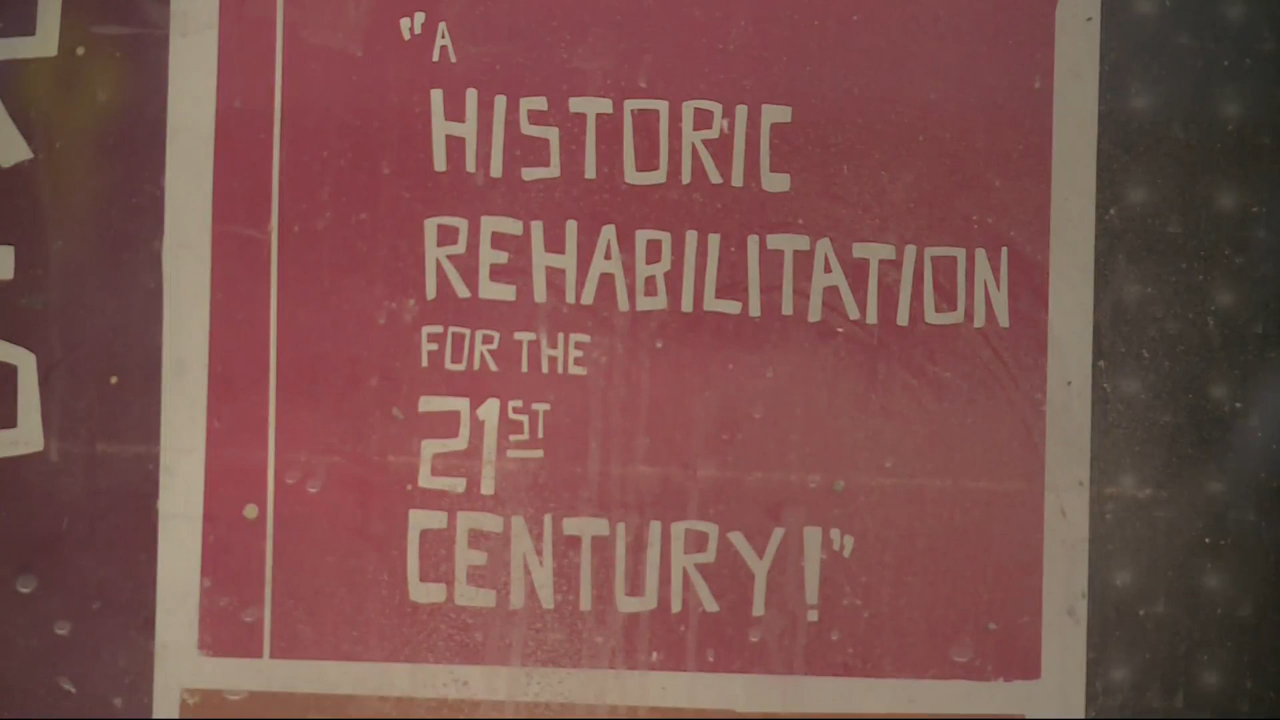 “A
HISTORIC
REHABILITATION
FOR THE
21ST
CENTURY!”